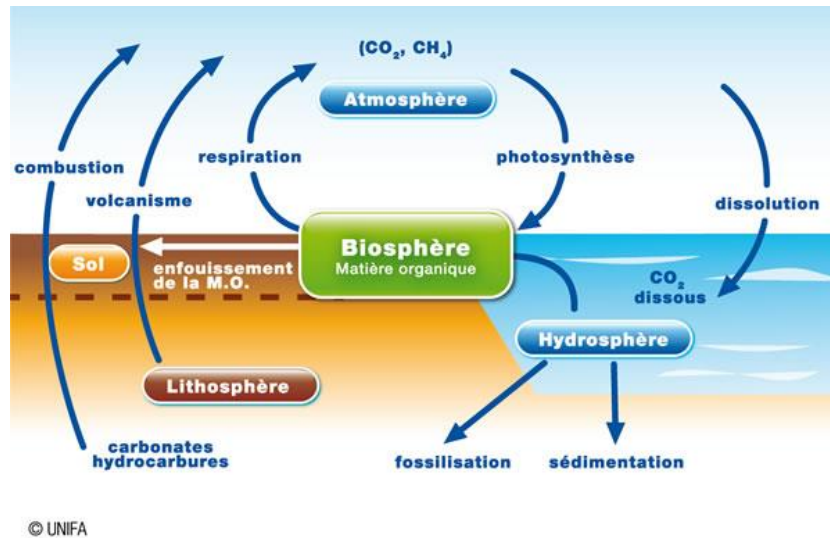 (CO₂, CH₄)
Atmosphère
combustion
respiration
photosynthèse
volcanisme
dissolution
Sol
enfouissement
de la M.O.
Biosphère
Matière organique
CO₂
dissous
Hydrosphère
Lithosphère
carbonates
hydrocarbures
fossilisation
sédimentation
© UNIFA